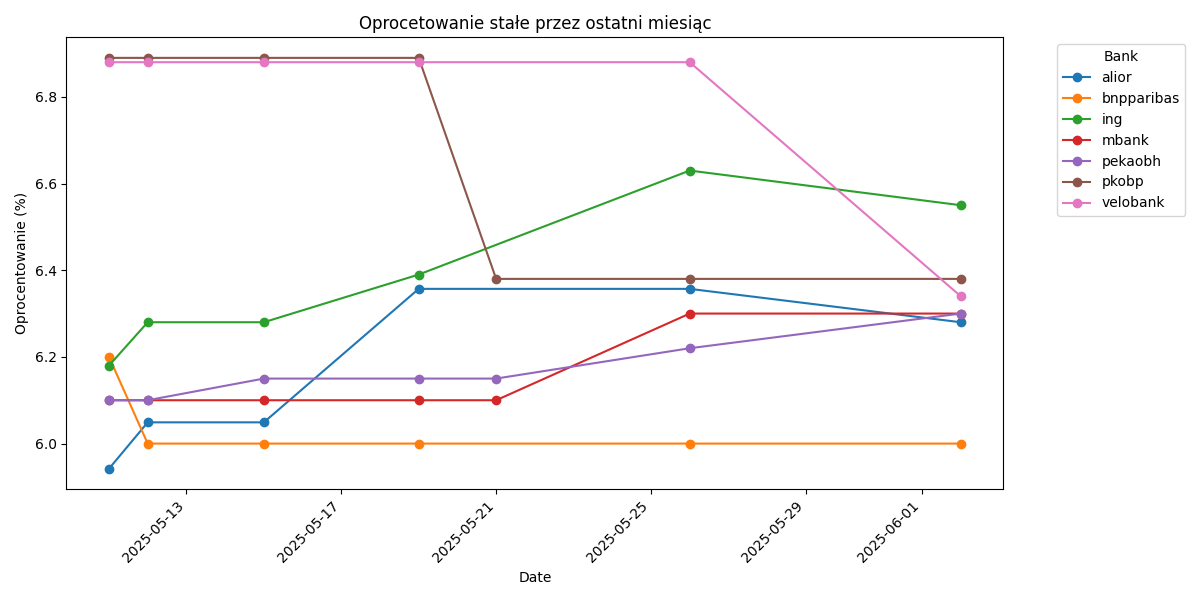 Oprocetowanie stałe przez ostatni miesiąc
Oprocentowanie (%)
6.8
6.6
6.4
6.2
6.0
2025-05-13
2025-05-17
2025-05-21
2025-05-25
2025-05-29
2025-06-01
Date
Bank
alior
bnpparibas
ing
mbank
pekaobh
pkobp
velobank